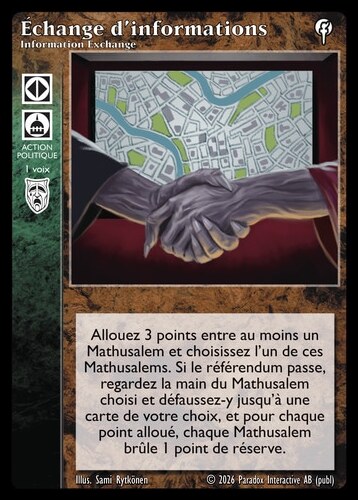 Échange d'informations
Information Exchange
ACTION
POLITIQUE
1 voix
Allouez 3 points entre au moins un
Mathusalem et choisissez l'un de ces
Mathusalems. Si le référendum passe,
regardez la main du Mathusalem
choisi et défaussez-y jusqu'à une
carte de votre choix, et pour chaque
point alloué, chaque Mathusalem
brûle 1 point de réserve.
Illus. Sami Rytkönen
© 2026 Paradox Interactive AB (publ)